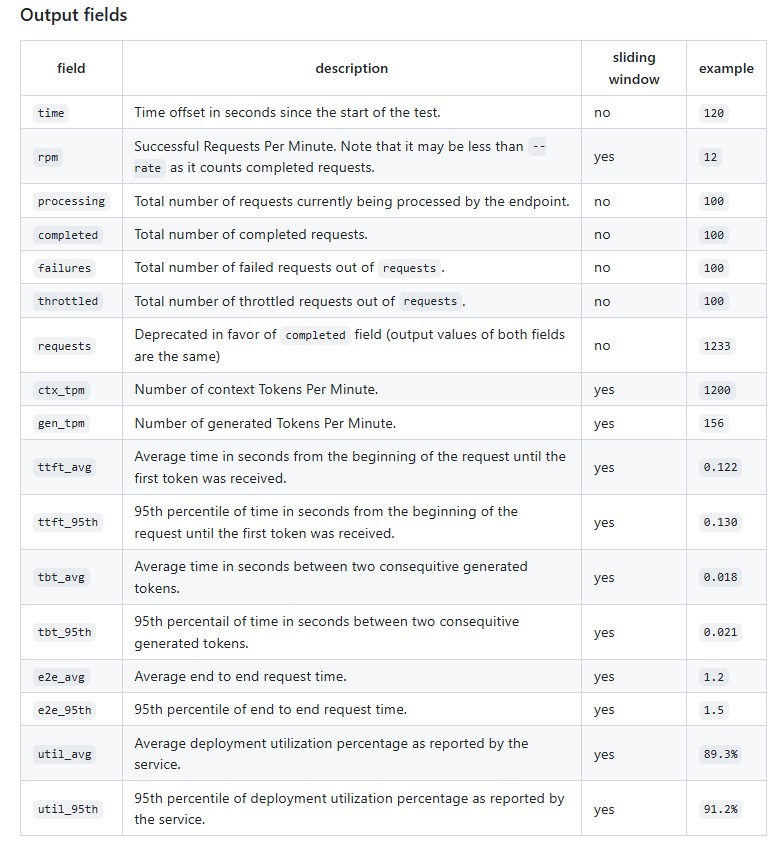 Output fields
field description sliding window example
time Time offset in seconds since the start of the test. no 120
rpm Successful Requests Per Minute. Note that it may be less than --
rate as it counts completed requests. yes 12
processing Total number of requests currently being processed by the endpoint. no 100
completed Total number of completed requests. no 100
failures Total number of failed requests out of requests . no 100
throttled Total number of throttled requests out of requests . no 100
requests Deprecated in favor of completed field (output values of both fields
are the same) no 1233
ctx_tpm Number of context Tokens Per Minute. yes 1200
gen_tpm Number of generated Tokens Per Minute. yes 156
ttft_avg Average time in seconds from the beginning of the request until the
first token was received. yes 0.122
ttft_95th 95th percentile of time in seconds from the beginning of the
request until the first token was received. yes 0.130
tbt_avg Average time in seconds between two consequitive generated
tokens. yes 0.018
tbt_95th 95th percentail of time in seconds between two consequitive
generated tokens. yes 0.021
e2e_avg Average end to end request time. yes 1.2
e2e_95th 95th percentile of end to end request time. yes 1.5
util_avg Average deployment utilization percentage as reported by the
service. yes 89.3%
util_95th 95th percentile of deployment utilization percentage as reported by
the service. yes 91.2%